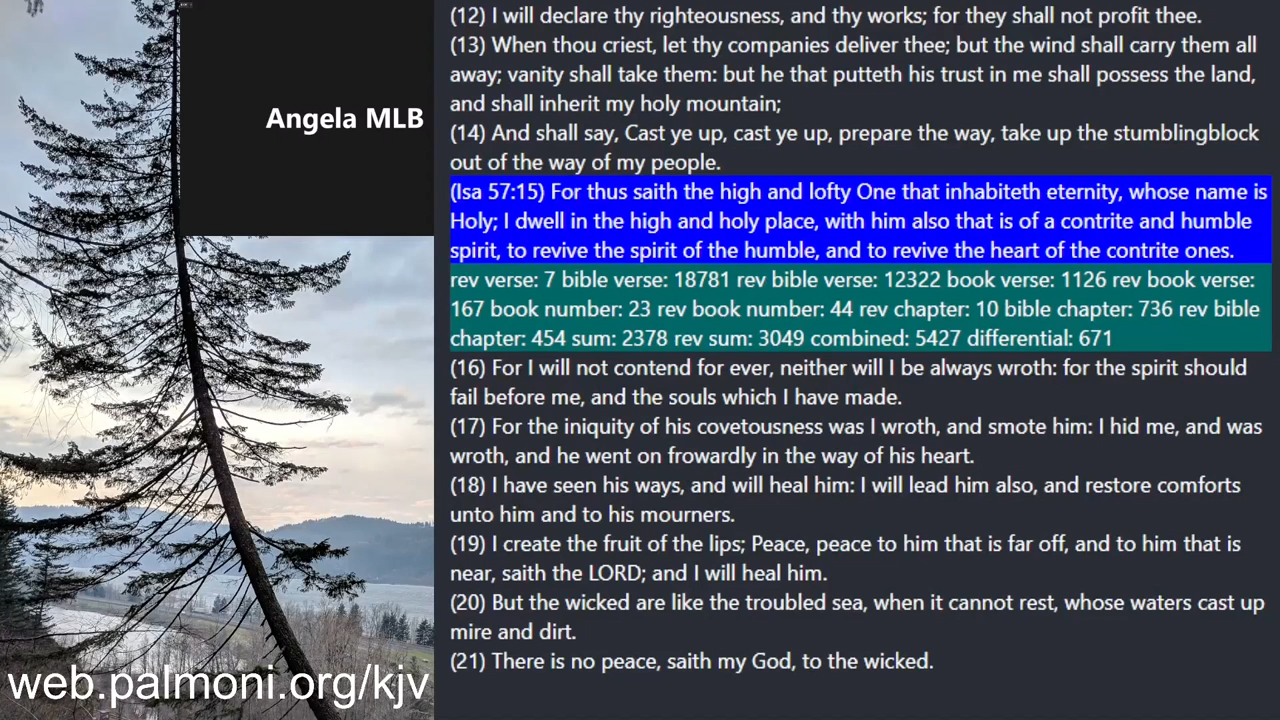 Angela MLB
web.palmoni.org/kjv
(12) I will declare thy righteousness, and thy works; for they shall not profit thee.
(13) When thou criest, let thy companies deliver thee; but the wind shall carry them all
away; vanity shall take them: but he that putteth his trust in me shall possess the land,
and shall inherit my holy mountain;
(14) And shall say, Cast ye up, cast ye up, prepare the way, take up the stumblingblock
out of the way of my people.
(Isa 57:15) For thus saith the high and lofty One that inhabiteth eternity, whose name is
Holy; I dwell in the high and holy place, with him also that is of a contrite and humble
spirit, to revive the spirit of the humble, and to revive the heart of the contrite ones.
rev verse: 7 bible verse: 18781 rev bible verse: 12322 book verse: 1126 rev book verse:
167 book number: 23 rev book number: 44 rev chapter: 10 bible chapter: 736 rev bible
chapter: 454 sum: 2378 rev sum: 3049 combined: 5427 differential: 671
(16) For I will not contend for ever, neither will I be always wroth: for the spirit should
fail before me, and the souls which I have made.
(17) For the iniquity of his covetousness was I wroth, and smote him: I hid me, and was
wroth, and he went on frowardly in the way of his heart.
(18) I have seen his ways, and will heal him: I will lead him also, and restore comforts
unto him and to his mourners.
(19) I create the fruit of the lips; Peace, peace to him that is far off, and to him that is
near, saith the LORD; and I will heal him.
(20) But the wicked are like the troubled sea, when it cannot rest, whose waters cast up
mire and dirt.
(21) There is no peace, saith my God, to the wicked.